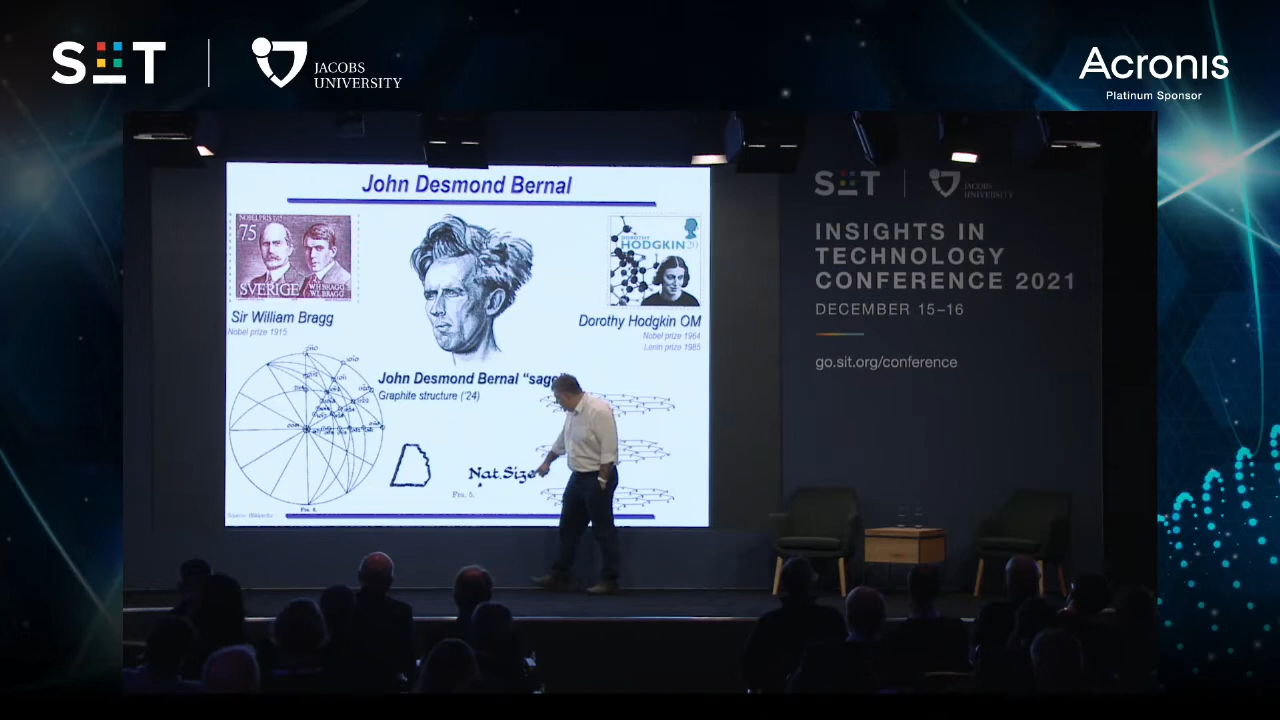 SIT
JACOBS
UNIVERSITY
Acronis
Platinum Sponsor
John Desmond Bernal
NOBELPRIS 1915
75
SVERIGE
W.H.BRAGG
W.L.BRAGG
Sir William Bragg
Nobel prize 1915
DOROTHY
HODGKIN
20
Dorothy Hodgkin OM
Nobel prize 1964
Lenin prize 1985
John Desmond Bernal "sage"
Graphite structure ('24)
Nat. Size
FIG. 5.
FIG. 4.
Source: Wikipedia
SIT
JACOBS
UNIVERSITY
INSIGHTS IN
TECHNOLOGY
CONFERENCE 2021
DECEMBER 15–16
go.sit.org/conference